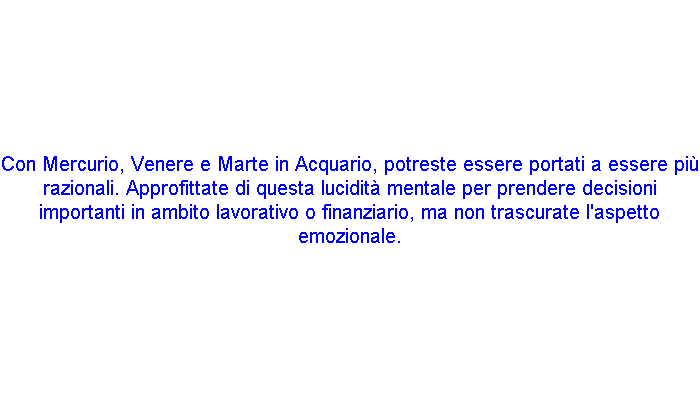 Con Mercurio, Venere e Marte in Acquario, potreste essere portati a essere più
razionali. Approfittate di questa lucidità mentale per prendere decisioni
importanti in ambito lavorativo o finanziario, ma non trascurate l'aspetto
emozionale.